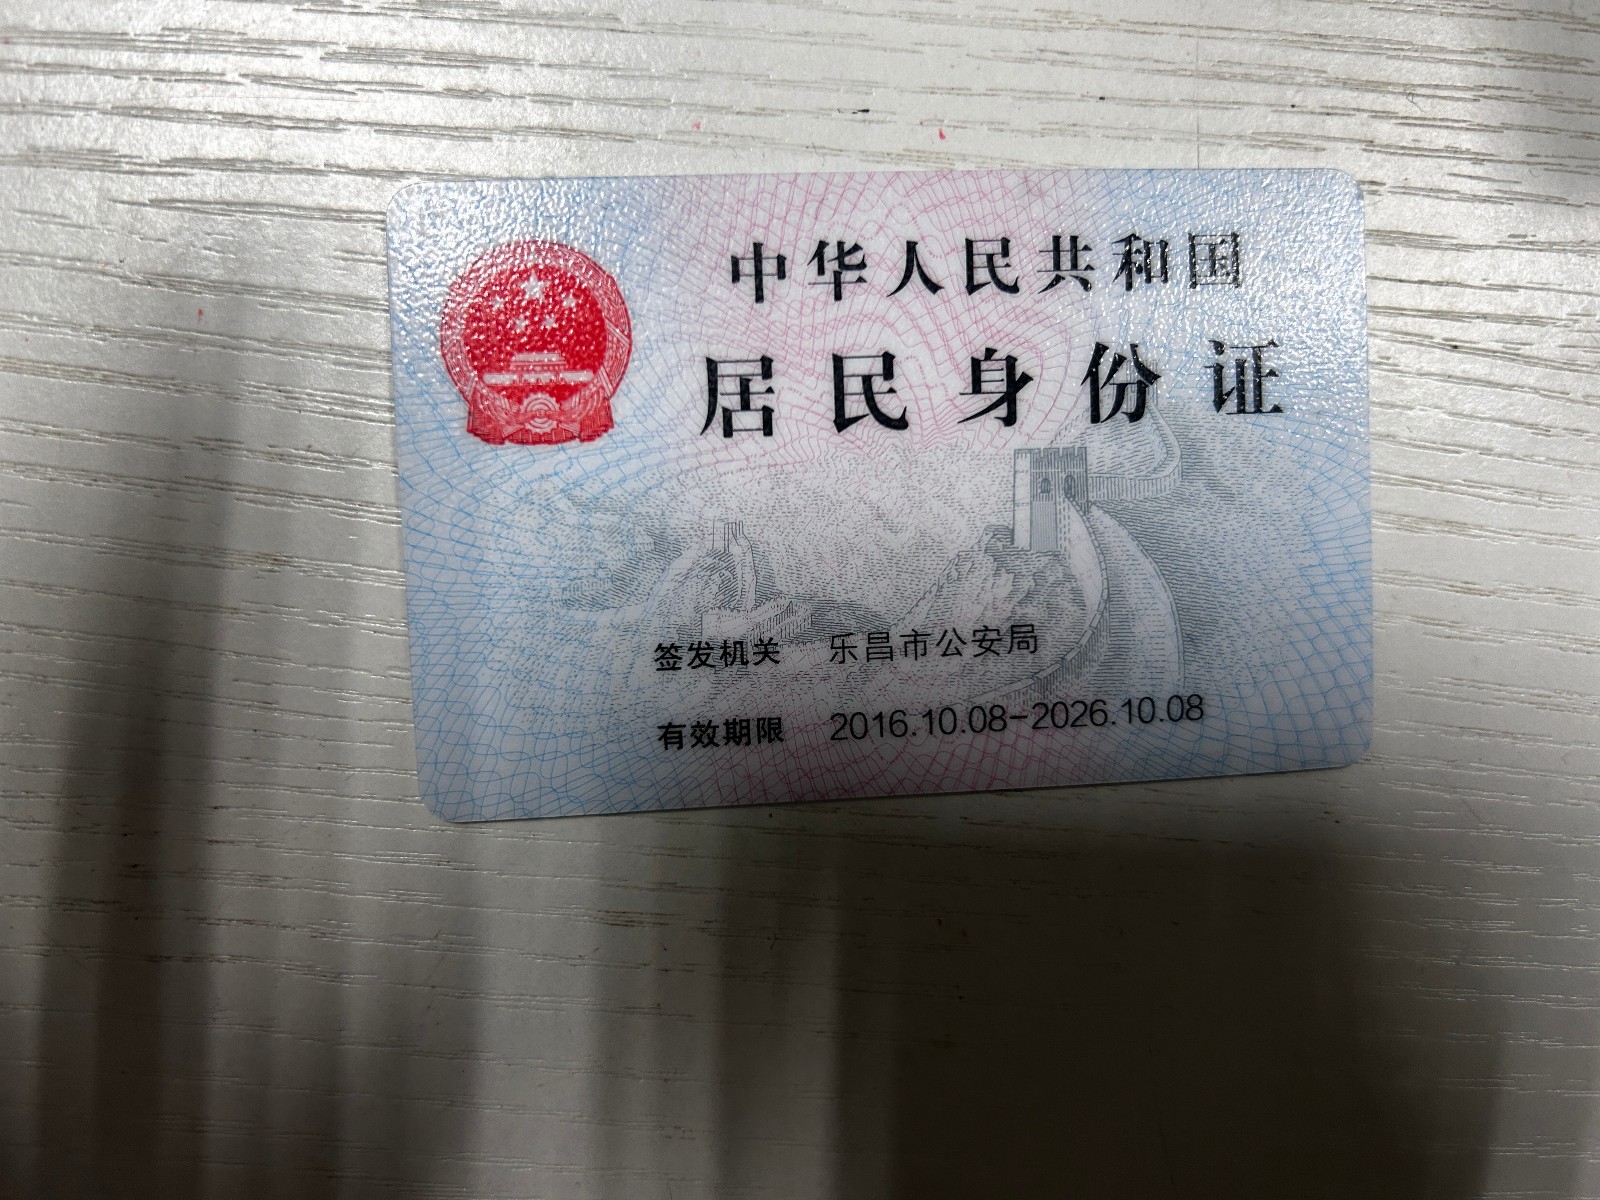 中华人民共和国
居民身份证
签发机关 乐昌市公安局
有效期限 2016.10.08-2026.10.08